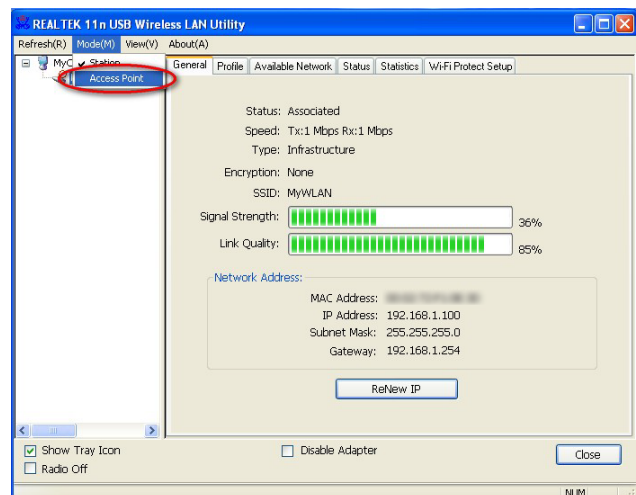 REALTEK 11n USB Wireless LAN Utility
Refresh(R) Mode(M) View(V) About(A)
MyC
Station
Access Point
General Profile Available Network Status Statistics Wi-Fi Protect Setup
Status: Associated
Speed: Tx:1 Mbps Rx:1 Mbps
Type: Infrastructure
Encryption: None
SSID: MyWLAN
Signal Strength: 36%
Link Quality: 85%
Network Address:
MAC Address:
IP Address: 192.168.1.100
Subnet Mask: 255.255.255.0
Gateway: 192.168.1.254
ReNew IP
Show Tray Icon
Disable Adapter
Close
Radio Off
NUM